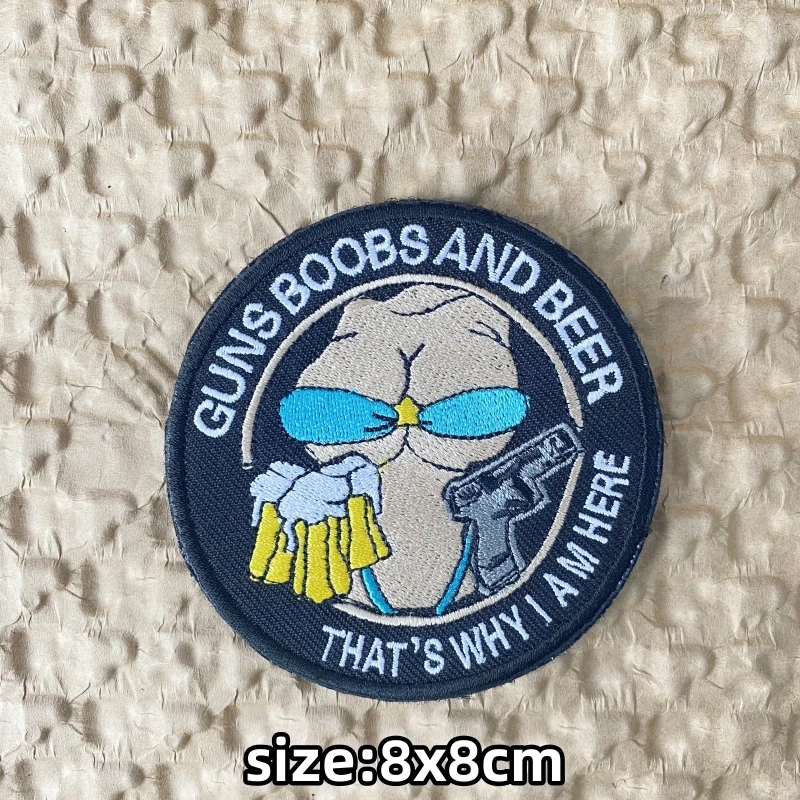 GUNS BOOBS AND BEER
THAT'S WHY I AM HERE
size:8x8cm